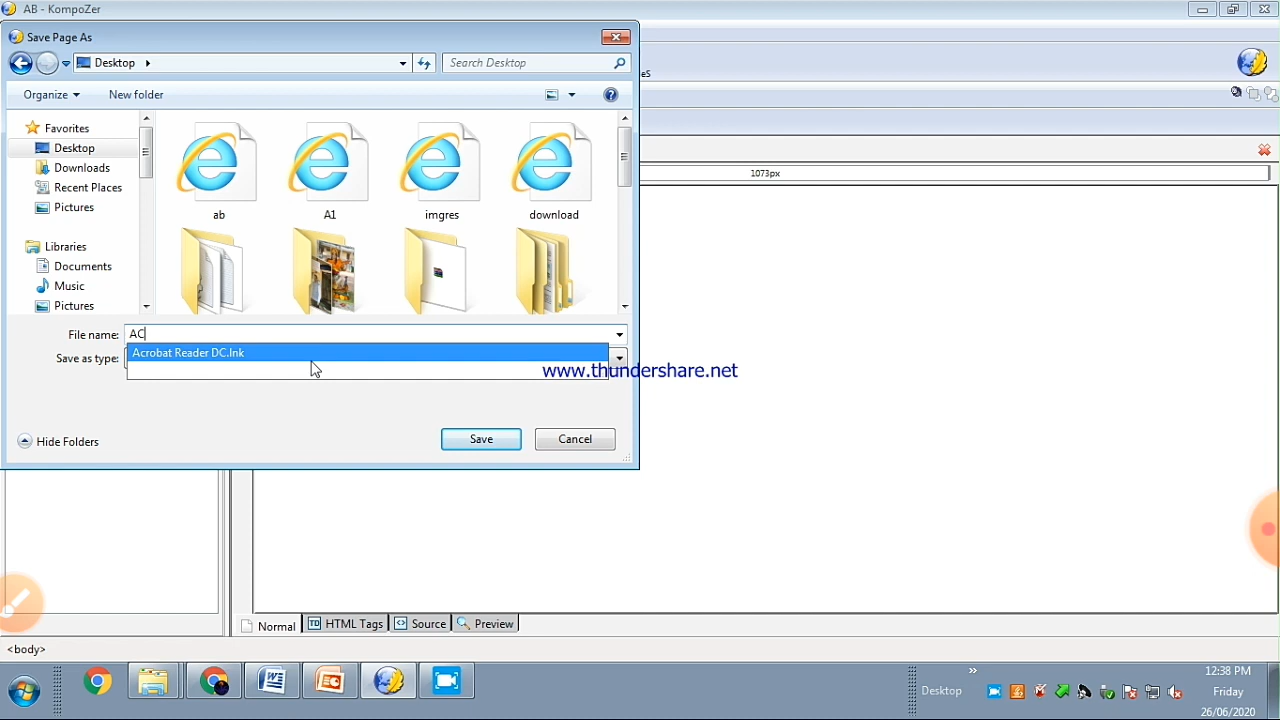 AB - KompoZer
Save Page As
Desktop
Search Desktop
Organize
New folder
Favorites
Desktop
Downloads
Recent Places
Pictures
Libraries
Documents
Music
Pictures
ab
A1
imgres
download
1073px
File name:
AC
Acrobat Reader DC.lnk
Save as type:
www.thundershare.net
Hide Folders
Save
Cancel
Normal
HTML Tags
Source
Preview
<body>
Desktop
12:38 PM
Friday
26/06/2020